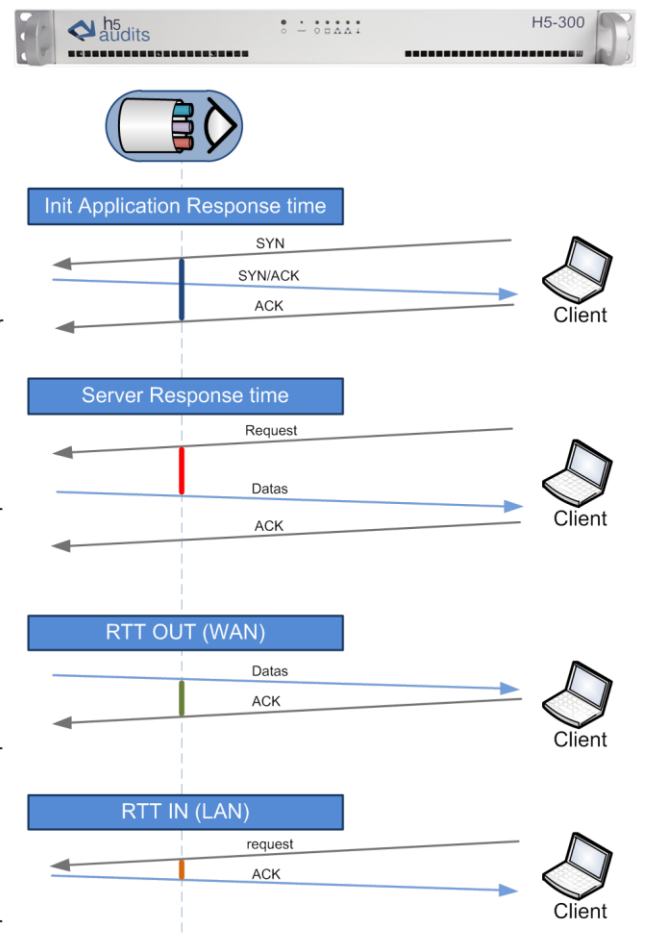 h5
audits
H5-300
Init Application Response time
SYN
SYN/ACK
ACK
Client
Server Response time
Request
Datas
ACK
Client
RTT OUT (WAN)
Datas
ACK
Client
RTT IN (LAN)
request
ACK
Client